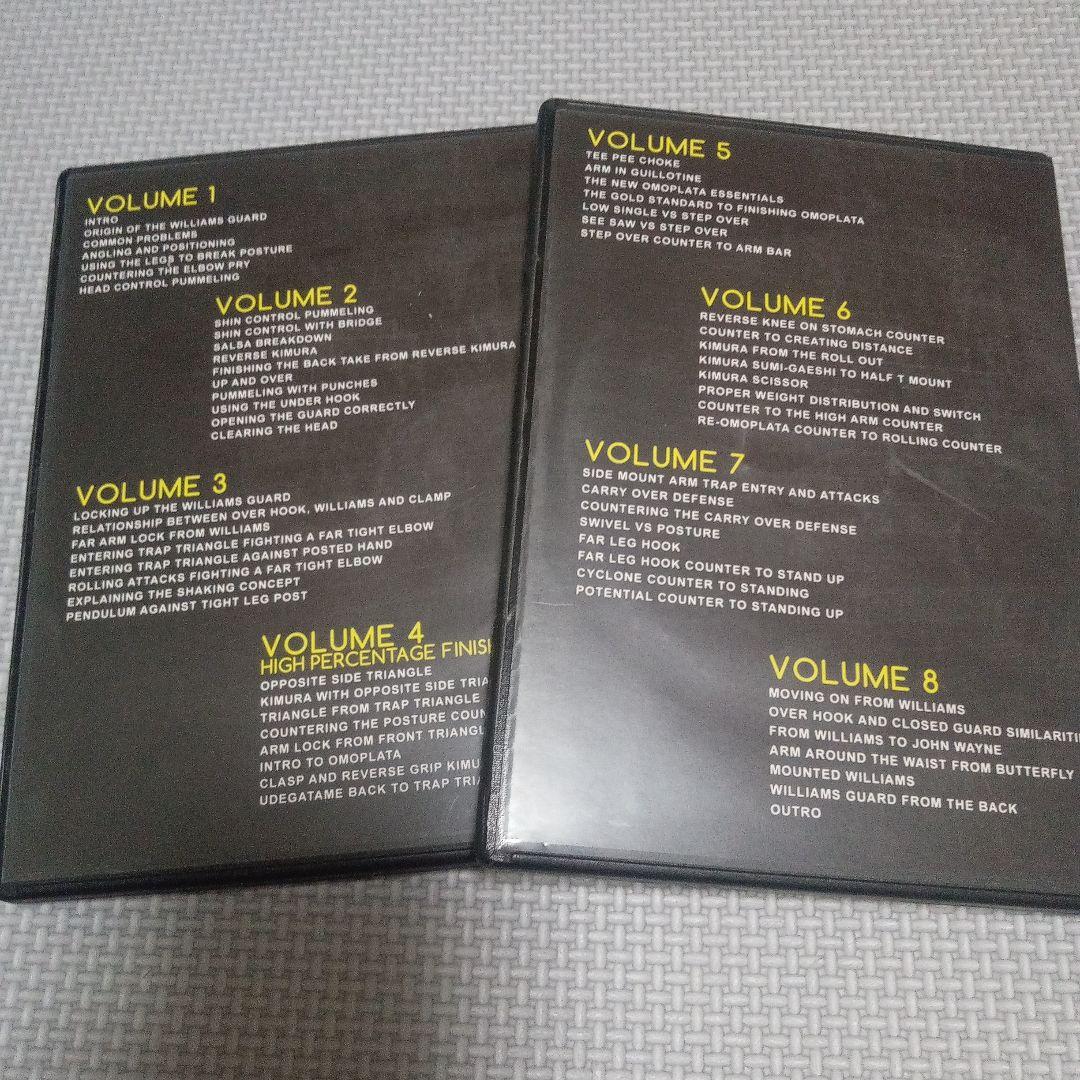 VOLUME 1
INTRO
ORIGIN OF THE WILLIAMS GUARD
COMMON PROBLEMS
ANGLING AND POSITIONING
USING THE LEGS TO BREAK POSTURE
COUNTERING THE ELBOW PRY
HEAD CONTROL PUMMELING
VOLUME 2
SHIN CONTROL PUMMELING
SHIN CONTROL WITH BRIDGE
SALSA BREAKDOWN
REVERSE KIMURA
FINISHING THE BACK TAKE FROM REVERSE KIMURA
UP AND OVER
PUMMELING WITH PUNCHES
USING THE UNDER HOOK
OPENING THE GUARD CORRECTLY
CLEARING THE HEAD
VOLUME 3
LOCKING UP THE WILLIAMS GUARD
RELATIONSHIP BETWEEN OVER HOOK, WILLIAMS AND CLAMP
FAR ARM LOCK FROM WILLIAMS
ENTERING TRAP TRIANGLE FIGHTING A FAR TIGHT ELBOW
ENTERING TRAP TRIANGLE AGAINST POSTED HAND
ROLLING ATTACKS FIGHTING A FAR TIGHT ELBOW
EXPLAINING THE SHAKING CONCEPT
PENDULUM AGAINST TIGHT LEG POST
VOLUME 4
HIGH PERCENTAGE
OPPOSITE SIDE TRIANGLE
KIMURA WITH OPPOSITE SIDE
TRIANGLE FROM TRAP TRIANGLE
COUNTERING THE POSTURE
ARM LOCK FROM FRONT
INTRO TO OMOPLATA
CLASP AND REVERSE GRIP
UDEGATAME BACK TO TRAP
VOLUME 5
TEE PEE CHOKE
ARM IN GUILLOTINE
THE NEW OMOPLATA ESSENTIALS
THE GOLD STANDARD TO FINISHING OMOPLATA
LOW SINGLE VS STEP OVER
SEE SAW VS STEP OVER
STEP OVER COUNTER TO ARM BAR
VOLUME 6
REVERSE KNEE ON STOMACH COUNTER
COUNTER TO CREATING DISTANCE
KIMURA FROM THE ROLL OUT
KIMURA SUMI-GAESHI TO HALF T MOUNT
KIMURA SCISSOR
PROPER WEIGHT DISTRIBUTION AND SWITCH
COUNTER TO THE HIGH ARM COUNTER
RE-OMOPLATA COUNTER TO ROLLING COUNTER
VOLUME 7
SIDE MOUNT ARM TRAP ENTRY AND ATTACKS
CARRY OVER DEFENSE
COUNTERING THE CARRY OVER DEFENSE
SWIVEL VS POSTURE
FAR LEG HOOK
FAR LEG HOOK COUNTER TO STAND UP
CYCLONE COUNTER TO STANDING
POTENTIAL COUNTER TO STANDING UP
VOLUME 8
MOVING ON FROM WILLIAMS
OVER HOOK AND CLOSED GUARD
FROM WILLIAMS TO JOHN WAYNE
ARM AROUND THE WAIST FROM BUTTERFLY
MOUNTED WILLIAMS
WILLIAMS GUARD FROM THE BACK
OUTRO